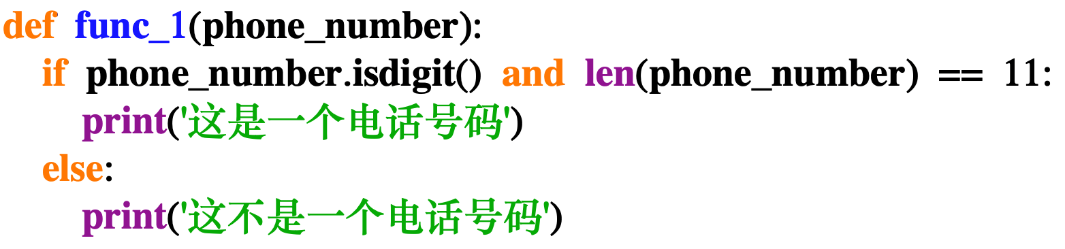 def func_1(phone_number):
if phone_number.isdigit() and len(phone_number) == 11:
print('这是一个电话号码')
else:
print('这不是一个电话号码')